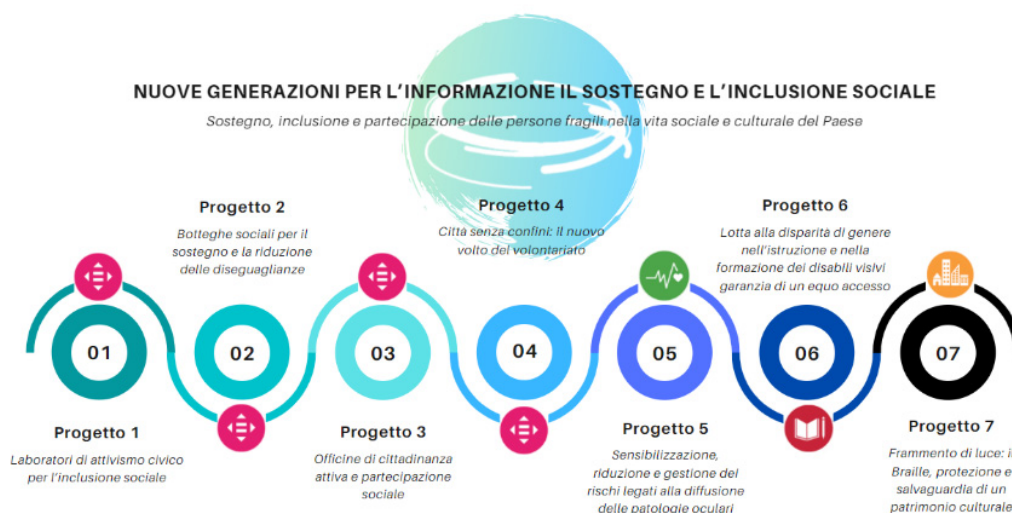 NUOVE GENERAZIONI PER L'INFORMAZIONE IL SOSTEGNO E L'INCLUSIONE SOCIALE
Sostegno, inclusione e partecipazione delle persone fragili nella vita sociale e culturale del Paese
Progetto 2
Botteghe sociali per il
sostegno e la riduzione
delle diseguaglianze
Progetto 4
Città senza confini: il nuovo
volto del volontariato
Progetto 6
Lotta alla disparità di genere
nell'istruzione e nella
formazione dei disabili visivi
garanzia di un equo accesso
01
02
03
04
05
06
07
Progetto 1
Laboratori di attivismo civico
per l'inclusione sociale
Progetto 3
Officine di cittadinanza
attiva e partecipazione
sociale
Progetto 5
Sensibilizzazione,
riduzione e gestione dei
rischi legati alla diffusione
delle patologie oculari
Progetto 7
Frammento di luce: il
Braille, protezione e
salvaguardia di un
patrimonio culturale